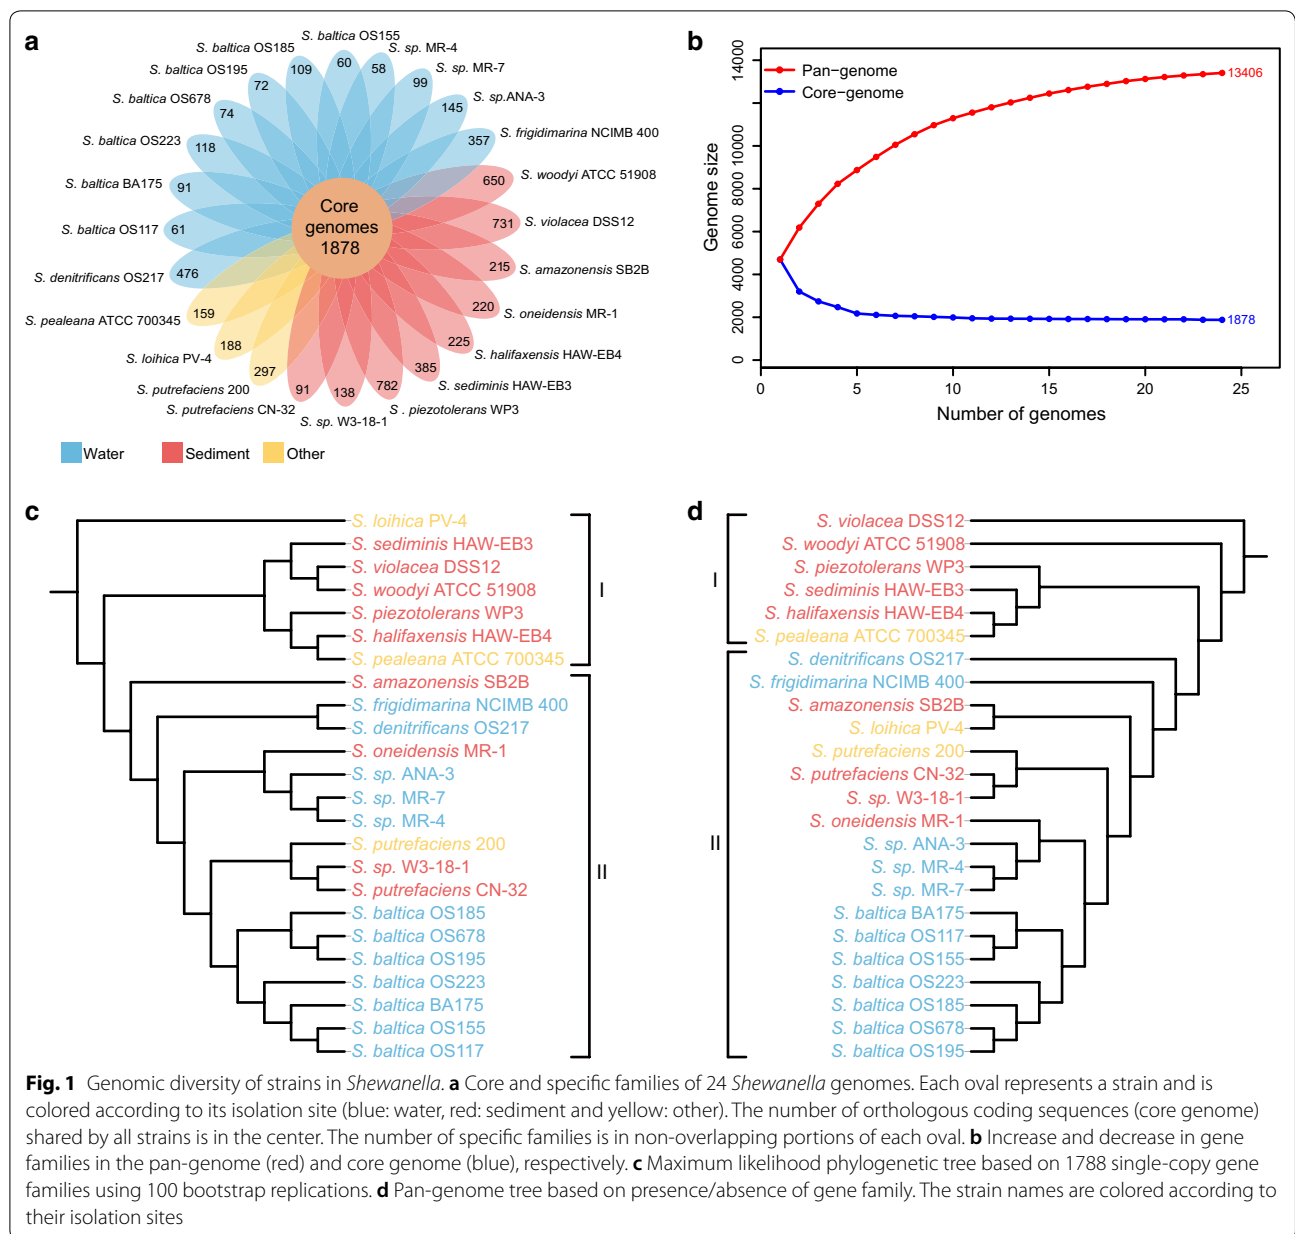 a
S. baltica OS155
S. baltica OS185
S. sp. MR-4
S. baltica OS195
S. sp. MR-7
S. baltica OS678
S. sp.ANA-3
S. baltica OS223
S. frigidimarina NCIMB 400
S. baltica BA175
S. woodyi ATCC 51908
S. baltica OS117
S. violacea DSS12
S. denitrificans OS217
S. amazonensis SB2B
S. pealeana ATCC 700345
S. oneidensis MR-1
S. loihica PV-4
S. halifaxensis HAW-EB4
S. putrefaciens 200
S. sediminis HAW-EB3
S. putrefaciens CN-32
S . piezotolerans WP3
S. sp. W3-18-1
60
58
99
145
357
650
731
215
220
225
385
782
138
91
297
188
159
476
61
91
118
74
72
109
Core
genomes
1878
Water
Sediment
Other
b
Pan−genome
Core−genome
13406
1878
Genome size
14000
10000
8000
6000
4000
2000
0
0
5
10
15
20
25
Number of genomes
c
S. loihica PV-4
S. sediminis HAW-EB3
S. violacea DSS12
S. woodyi ATCC 51908
S. piezotolerans WP3
S. halifaxensis HAW-EB4
S. pealeana ATCC 700345
S. amazonensis SB2B
S. frigidimarina NCIMB 400
S. denitrificans OS217
S. oneidensis MR-1
S. sp. ANA-3
S. sp. MR-7
S. sp. MR-4
S. putrefaciens 200
S. sp. W3-18-1
S. putrefaciens CN-32
S. baltica OS185
S. baltica OS678
S. baltica OS195
S. baltica OS223
S. baltica BA175
S. baltica OS155
S. baltica OS117
I
II
d
S. violacea DSS12
S. woodyi ATCC 51908
S. piezotolerans WP3
S. sediminis HAW-EB3
S. halifaxensis HAW-EB4
S. pealeana ATCC 700345
S. denitrificans OS217
S. frigidimarina NCIMB 400
S. amazonensis SB2B
S. loihica PV-4
S. putrefaciens 200
S. putrefaciens CN-32
S. sp. W3-18-1
S. oneidensis MR-1
S. sp. ANA-3
S. sp. MR-4
S. sp. MR-7
S. baltica BA175
S. baltica OS117
S. baltica OS155
S. baltica OS223
S. baltica OS185
S. baltica OS678
S. baltica OS195
I
II
Fig. 1 Genomic diversity of strains in Shewanella. a Core and specific families of 24 Shewanella genomes. Each oval represents a strain and is
colored according to its isolation site (blue: water, red: sediment and yellow: other). The number of orthologous coding sequences (core genome)
shared by all strains is in the center. The number of specific families is in non-overlapping portions of each oval. b Increase and decrease in gene
families in the pan-genome (red) and core genome (blue), respectively. c Maximum likelihood phylogenetic tree based on 1788 single-copy gene
families using 100 bootstrap replications. d Pan-genome tree based on presence/absence of gene family. The strain names are colored according to
their isolation sites